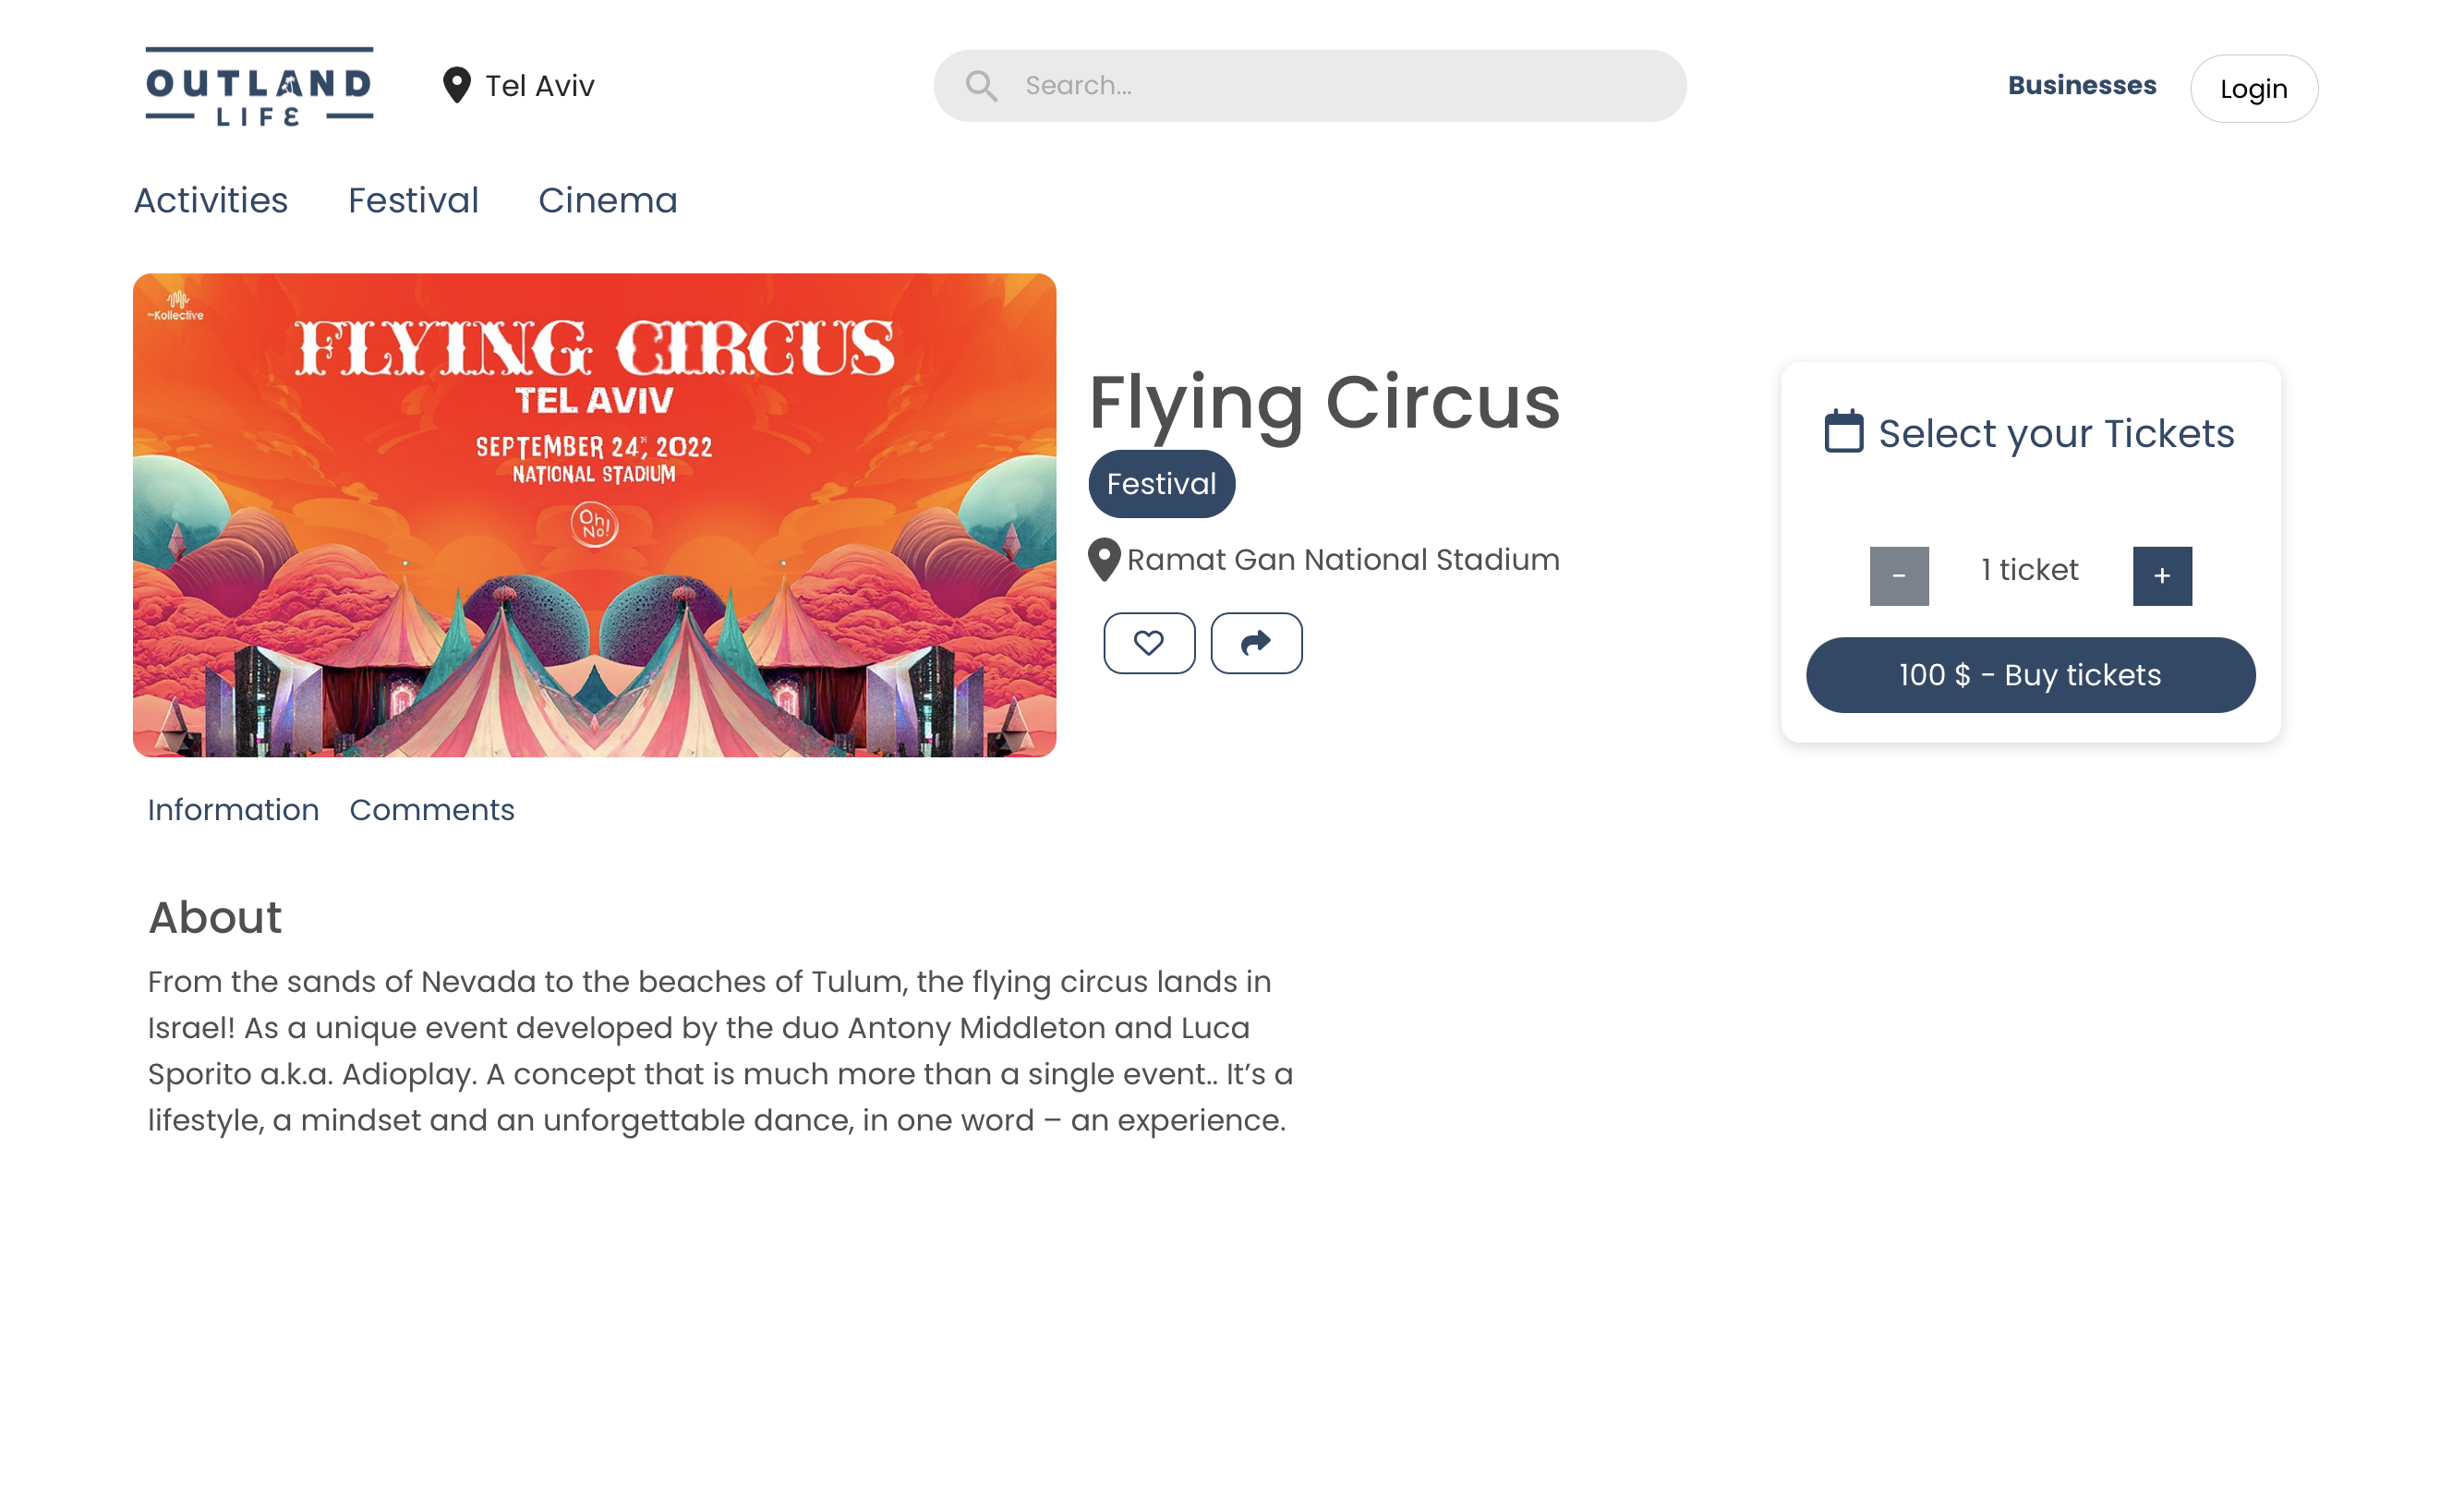 OUTLAND
LIFE
Tel Aviv
Search...
Businesses
Login
Activities
Festival
Cinema
the Kollective
FLYING CIRCUS
TEL AVIV
SEPTEMBER 24TH, 2022
NATIONAL STADIUM
Oh
No!
Flying Circus
Festival
Ramat Gan National Stadium
Select your Tickets
-
1 ticket
+
100 $ - Buy tickets
Information
Comments
About
From the sands of Nevada to the beaches of Tulum, the flying circus lands in
Israel! As a unique event developed by the duo Antony Middleton and Luca
Sporito a.k.a. Adioplay. A concept that is much more than a single event.. It’s a
lifestyle, a mindset and an unforgettable dance, in one word – an experience.